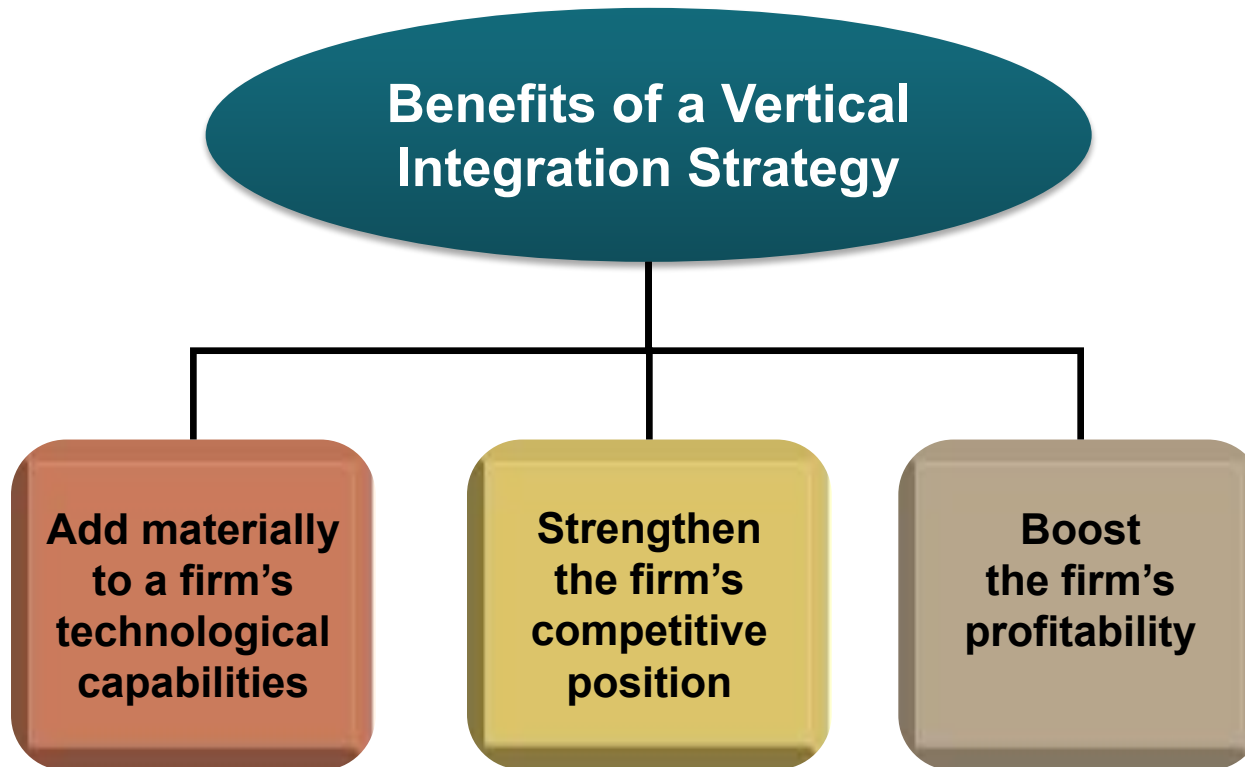 Benefits of a Vertical
Integration Strategy
Add materially
to a firm’s
technological
capabilities
Strengthen
the firm’s
competitive
position
Boost
the firm’s
profitability